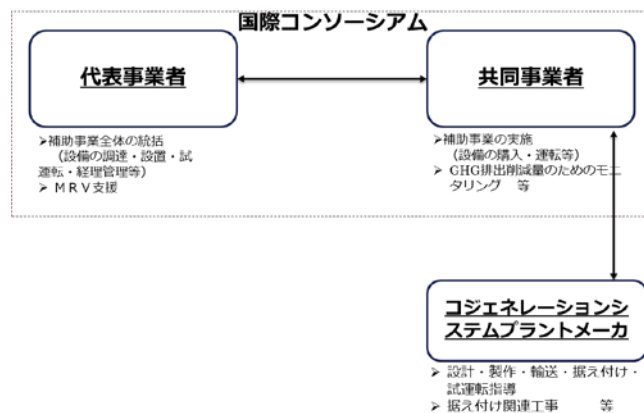 国際コンソーシアム
代表事業者
共同事業者
➢補助事業全体の統括
（設備の調達・設置・試
運転・経理管理等）
➢ ＭＲＶ支援
➢補助事業の実施
（設備の購入・運転等）
➢ GHG排出削減量のためのモニ
タリング　等
コジェネレーションシ
ステムプラントメーカ
➢ 設計・製作・輸送・据え付け・
試運転指導
➢ 据え付け関連工事　　等